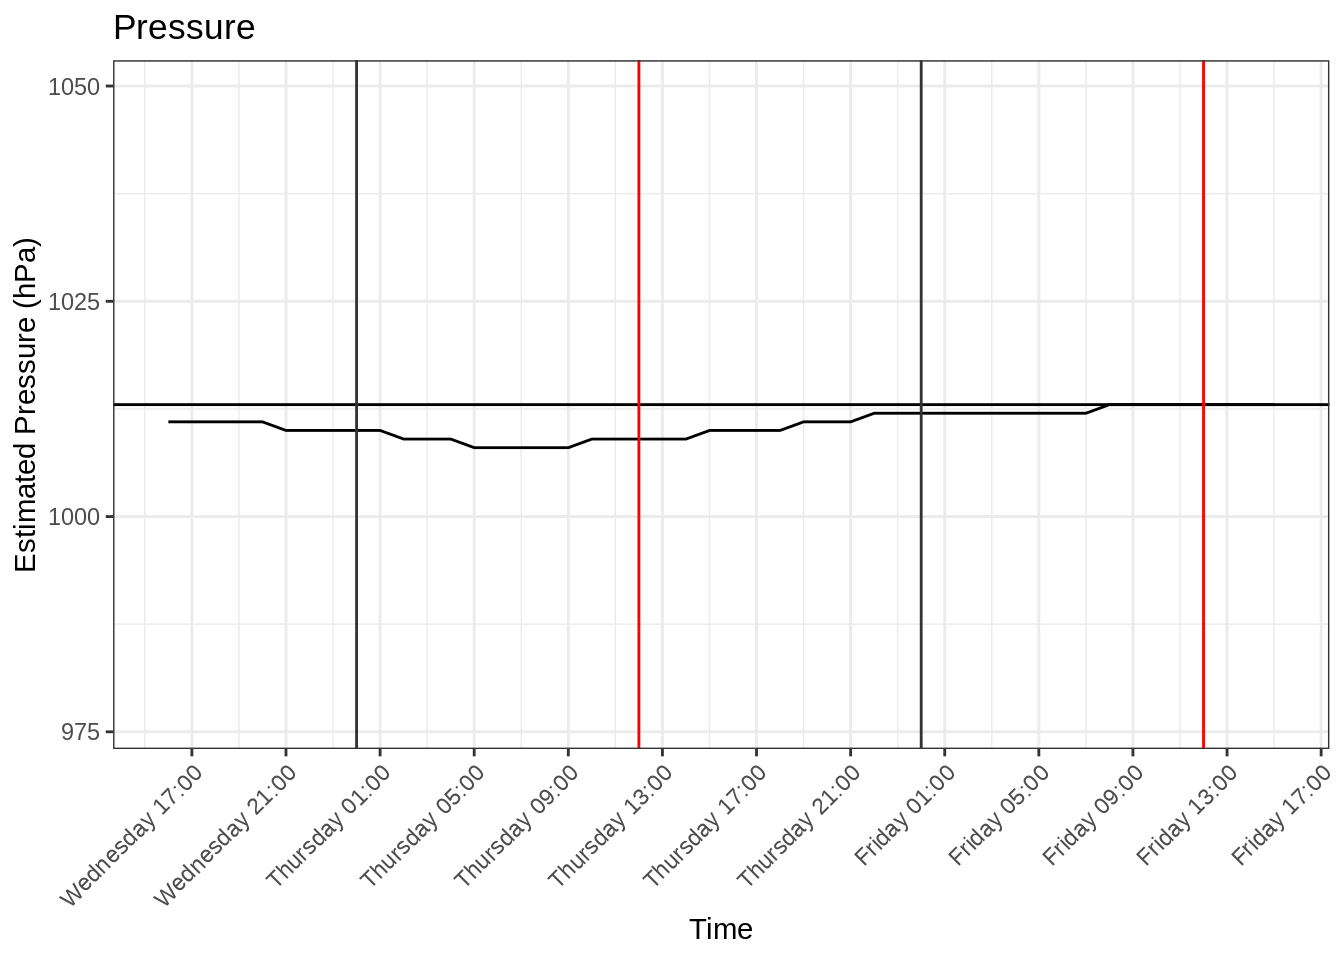 Pressure
Estimated Pressure (hPa)
1050
1025
1000
975
Wednesday 17:00
Wednesday 21:00
Thursday 01:00
Thursday 05:00
Thursday 09:00
Thursday 13:00
Thursday 17:00
Thursday 21:00
Friday 01:00
Friday 05:00
Friday 09:00
Friday 13:00
Friday 17:00
Time